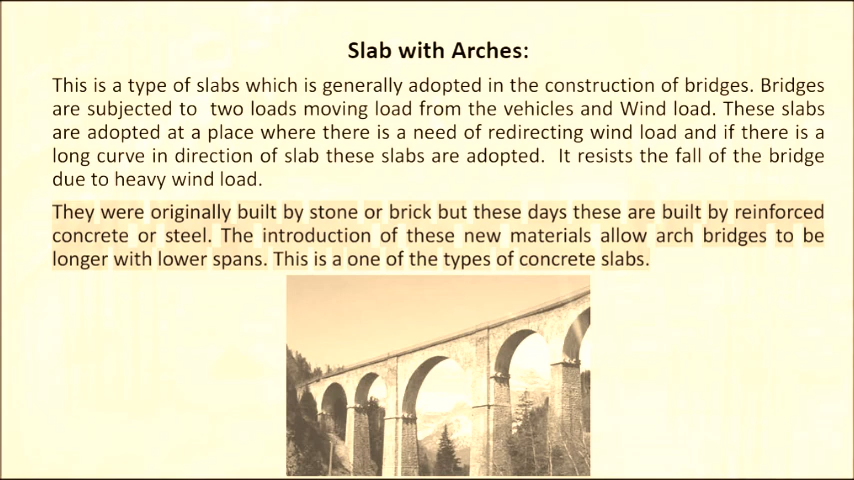 Slab with Arches:
This is a type of slabs which is generally adopted in the construction of bridges. Bridges
are subjected to  two loads moving load from the vehicles and Wind load. These slabs
are adopted at a place where there is a need of redirecting wind load and if there is a
long curve in direction of slab these slabs are adopted.  It resists the fall of the bridge
due to heavy wind load.
They were originally built by stone or brick but these days these are built by reinforced
concrete or steel. The introduction of these new materials allow arch bridges to be
longer with lower spans. This is a one of the types of concrete slabs.